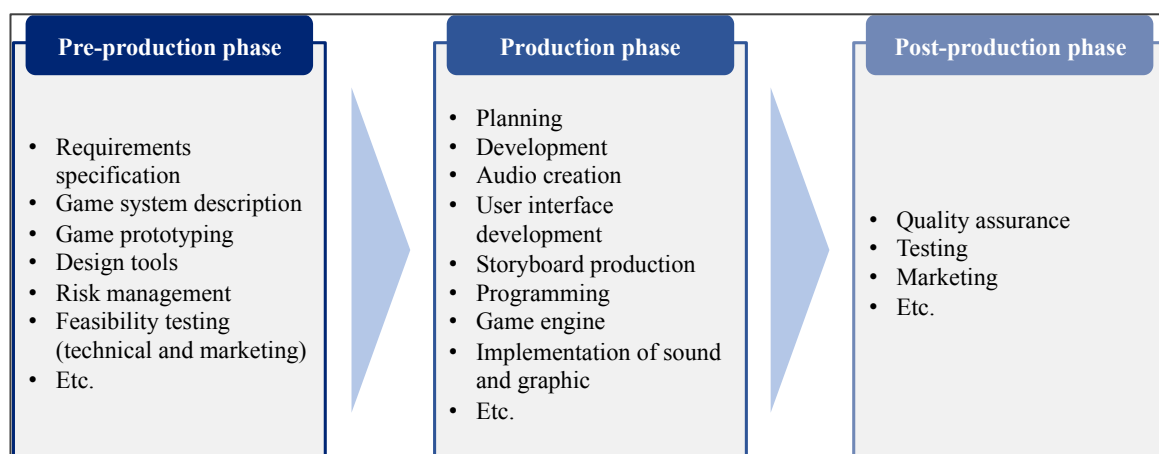 Pre-production phase
• Requirements
specification
• Game system description
• Game prototyping
• Design tools
• Risk management
• Feasibility testing
(technical and marketing)
• Etc.
Production phase
• Planning
• Development
• Audio creation
• User interface
development
• Storyboard production
• Programming
• Game engine
• Implementation of sound
and graphic
• Etc.
Post-production phase
• Quality assurance
• Testing
• Marketing
• Etc.